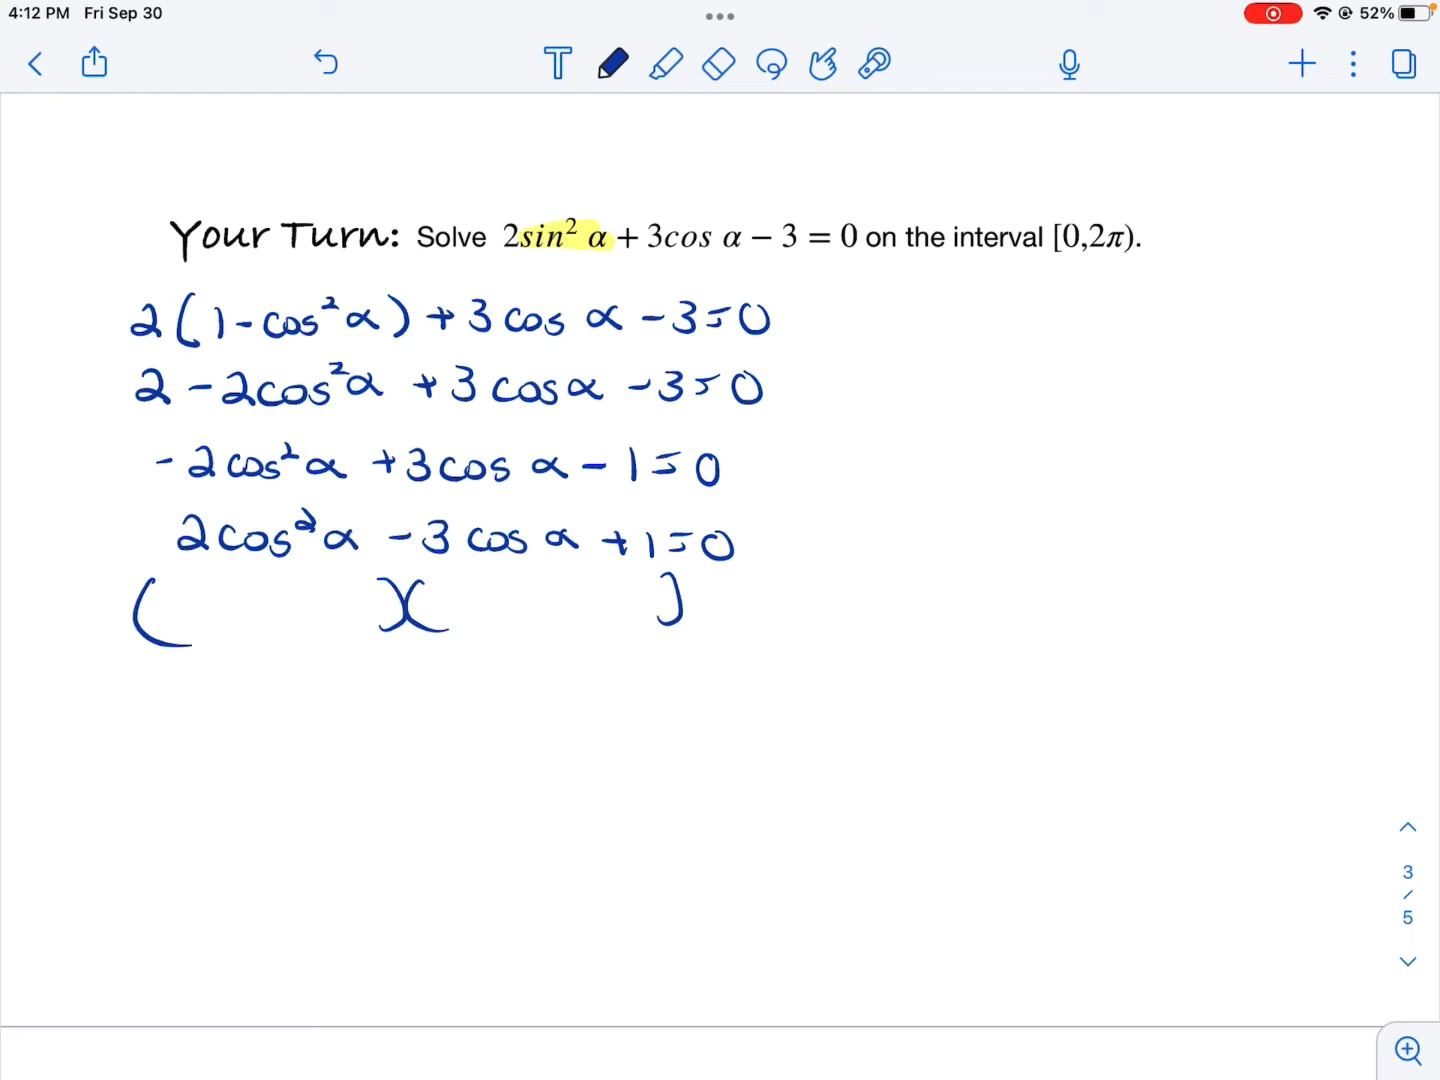 4:12 PM Fri Sep 30 52%
Your Turn: Solve 2sin² α + 3cos α − 3 = 0 on the interval [0,2π).
2(1 - cos²α) + 3 cos α - 3 = 0
2 - 2cos²α + 3 cos α - 3 = 0
- 2cos²α + 3cos α - 1 = 0
2cos²α - 3 cos α + 1 = 0
( )( )
3
/
5